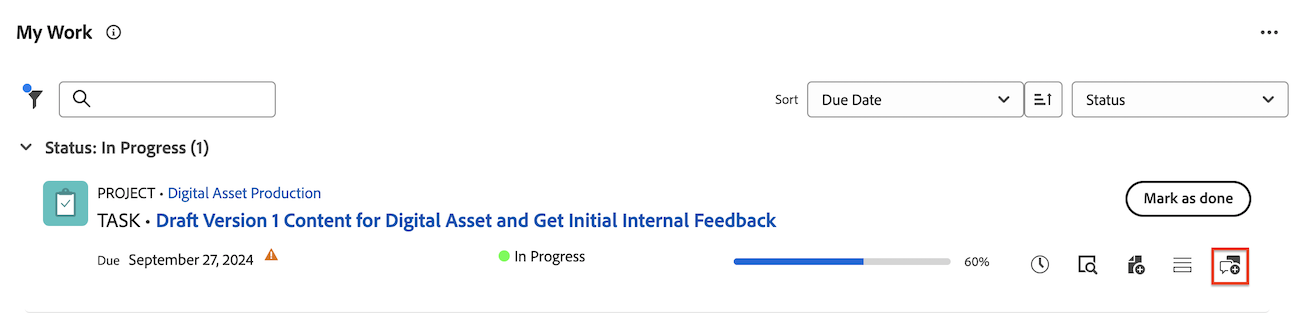 My Work
Sort Due Date Status
Status: In Progress (1)
PROJECT • Digital Asset Production
Mark as done
TASK • Draft Version 1 Content for Digital Asset and Get Initial Internal Feedback
Due September 27, 2024 In Progress 60%